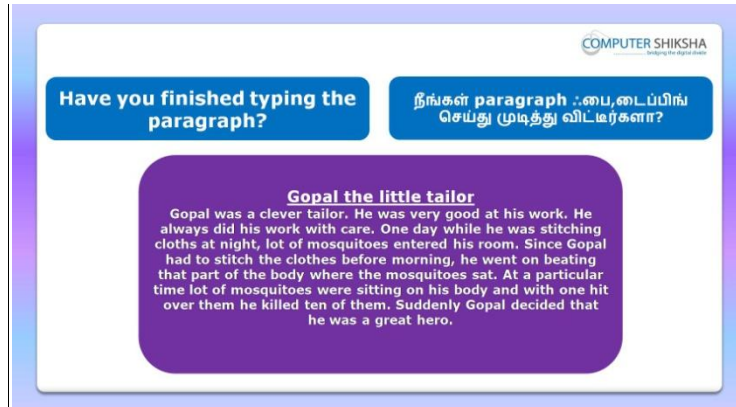 COMPUTER SHIKSHA
bridging the digital divide
Have you finished typing the
paragraph?
நீங்கள் paragraph ஃபை,டைப்பிங்
செய்து முடித்து விட்டீர்களா?
Gopal the little tailor
Gopal was a clever tailor. He was very good at his work. He
always did his work with care. One day while he was stitching
cloths at night, lot of mosquitoes entered his room. Since Gopal
had to stitch the clothes before morning, he went on beating
that part of the body where the mosquitoes sat. At a particular
time lot of mosquitoes were sitting on his body and with one hit
over them he killed ten of them. Suddenly Gopal decided that
he was a great hero.